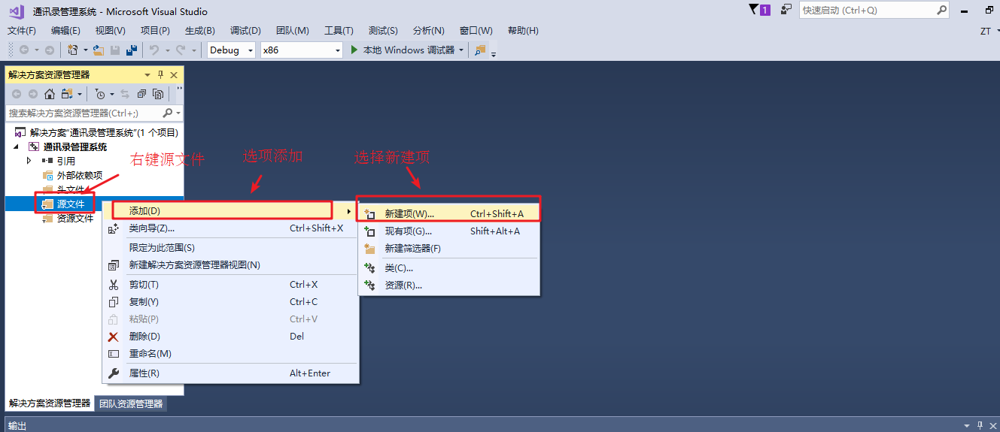 通讯录管理系统 - Microsoft Visual Studio
1
快速启动 (Ctrl+Q)
文件(F) 编辑(E) 视图(V) 项目(P) 生成(B) 调试(D) 团队(M) 工具(T) 测试(S) 分析(N) 窗口(W) 帮助(H)
ZT
Debug x86 本地 Windows 调试器
解决方案资源管理器
搜索解决方案资源管理器(Ctrl+;)
解决方案"通讯录管理系统"(1 个项目)
通讯录管理系统
引用
外部依赖项
头文件
源文件
资源文件
右键源文件
选项添加
选择新建项
添加(D)
类向导(Z)... Ctrl+Shift+X
限定为此范围(S)
新建解决方案资源管理器视图(N)
剪切(T) Ctrl+X
复制(Y) Ctrl+C
粘贴(P) Ctrl+V
删除(D) Del
重命名(M)
属性(R) Alt+Enter
新建项(W)... Ctrl+Shift+A
现有项(G)... Shift+Alt+A
新建筛选器(F)
类(C)...
资源(R)...
解决方案资源管理器 团队资源管理器
输出